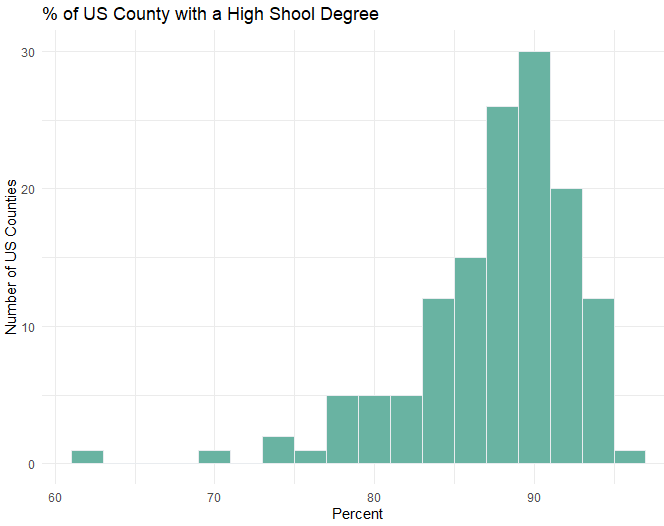 % of US County with a High Shool Degree
Number of US Counties
30
20
10
0
60 70 80 90
Percent